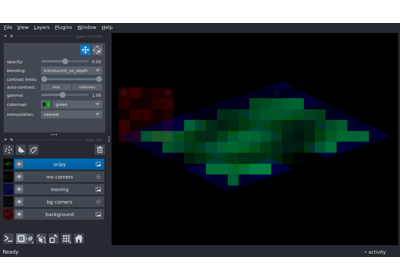 File View Layers Plugins Window Help
opacity: 0.50
blending: translucent_no_depth
contrast limits:
auto-contrast: once continuous
gamma: 1.00
colormap: green
interpolation: nearest
scipy
mv corners
moving
bg corners
background
Ready activity